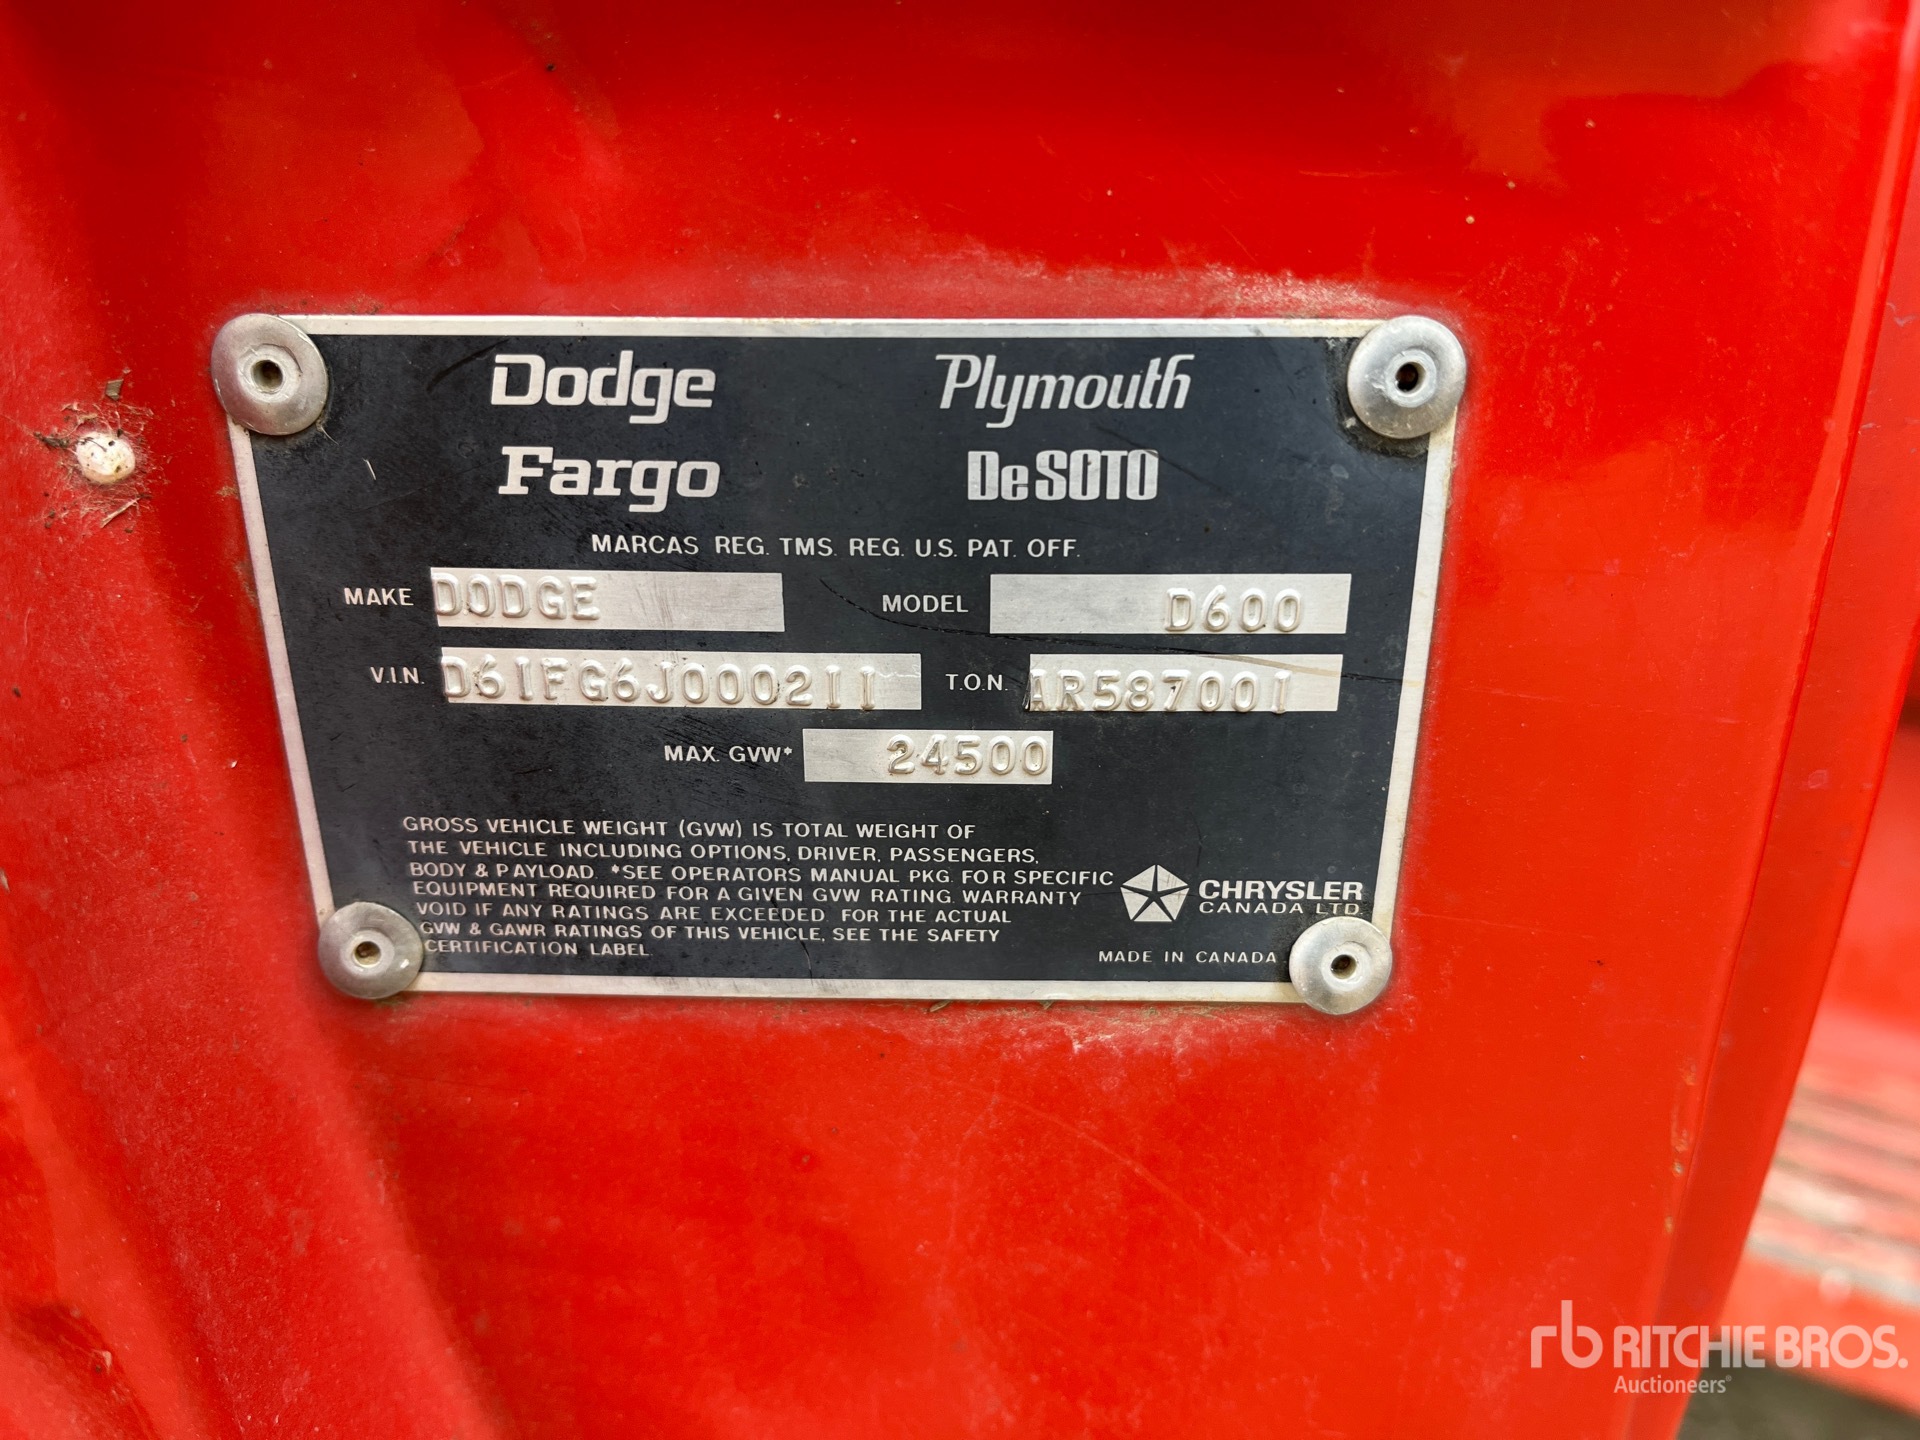 Dodge Plymouth
Fargo DeSOTO
MARCAS REG. TMS. REG. U.S. PAT. OFF.
MAKE DODGE MODEL D600
V.I.N. D61FG6J000211 T.O.N. AR587001
MAX. GVW* 24500
GROSS VEHICLE WEIGHT (GVW) IS TOTAL WEIGHT OF
THE VEHICLE INCLUDING OPTIONS, DRIVER, PASSENGERS,
BODY & PAYLOAD. *SEE OPERATORS MANUAL PKG. FOR SPECIFIC
EQUIPMENT REQUIRED FOR A GIVEN GVW RATING. WARRANTY
VOID IF ANY RATINGS ARE EXCEEDED. FOR THE ACTUAL
GVW & GAWR RATINGS OF THIS VEHICLE, SEE THE SAFETY
CERTIFICATION LABEL.
CHRYSLER
CANADA LTD.
MADE IN CANADA
rb RITCHIE BROS.
Auctioneers